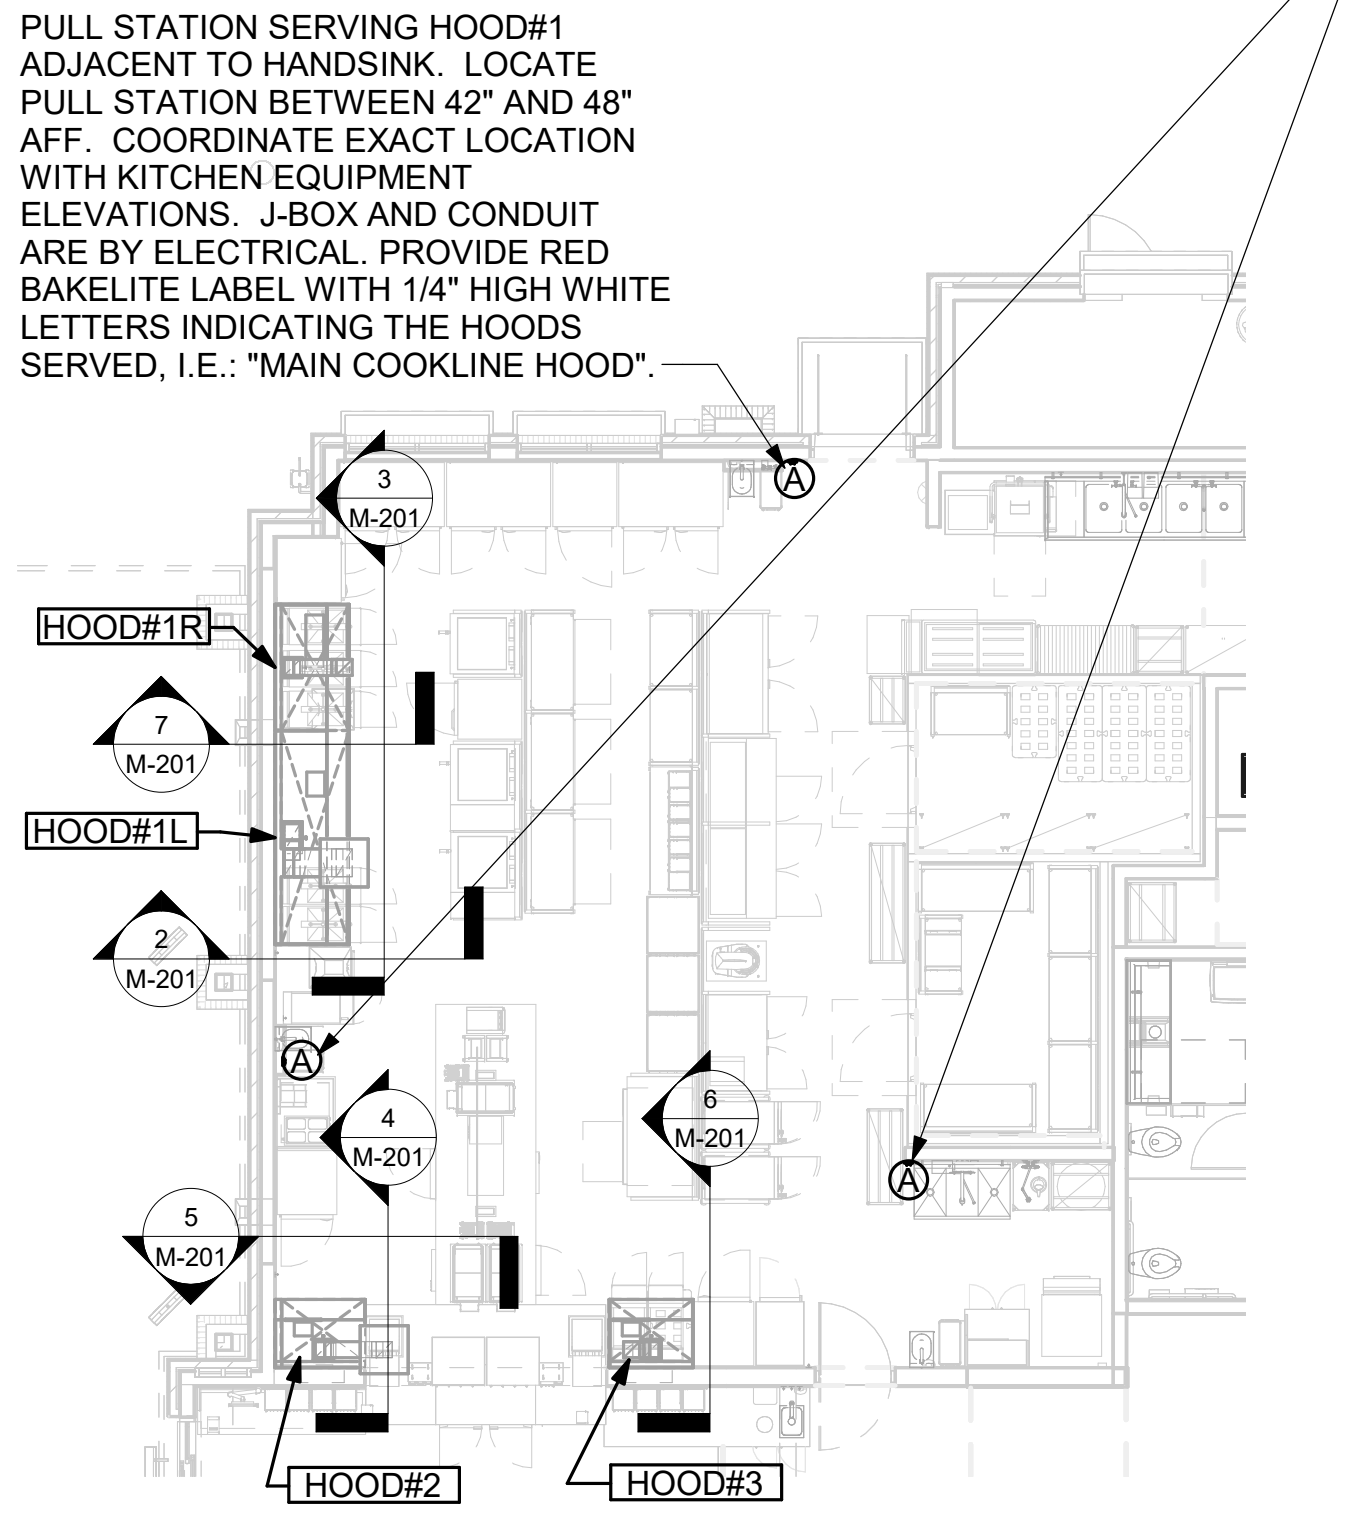 PULL STATION SERVING HOOD#1
ADJACENT TO HANDSINK.  LOCATE
PULL STATION BETWEEN 42" AND 48"
AFF.  COORDINATE EXACT LOCATION
WITH KITCHEN EQUIPMENT
ELEVATIONS.  J-BOX AND CONDUIT
ARE BY ELECTRICAL. PROVIDE RED
BAKELITE LABEL WITH 1/4" HIGH WHITE
LETTERS INDICATING THE HOODS
SERVED, I.E.: "MAIN COOKLINE HOOD".
A
3
M-201
HOOD#1R
7
M-201
HOOD#1L
2
M-201
A
4
M-201
6
M-201
A
5
M-201
HOOD#2
HOOD#3